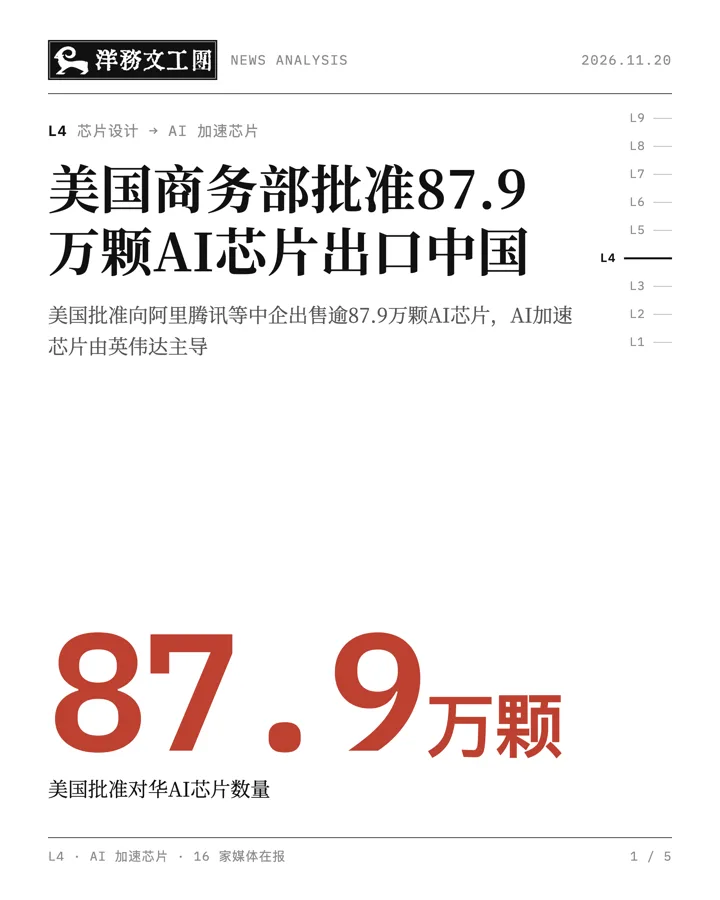 洋務文工團 NEWS ANALYSIS 2026.11.20
L4 芯片设计 → AI 加速芯片
美国商务部批准87.9
万颗AI芯片出口中国
美国批准向阿里腾讯等中企出售逾87.9万颗AI芯片，AI加速
芯片由英伟达主导
L9
L8
L7
L6
L5
L4
L3
L2
L1
87.9万颗
美国批准对华AI芯片数量
L4 · AI 加速芯片 · 16 家媒体在报 1 / 5